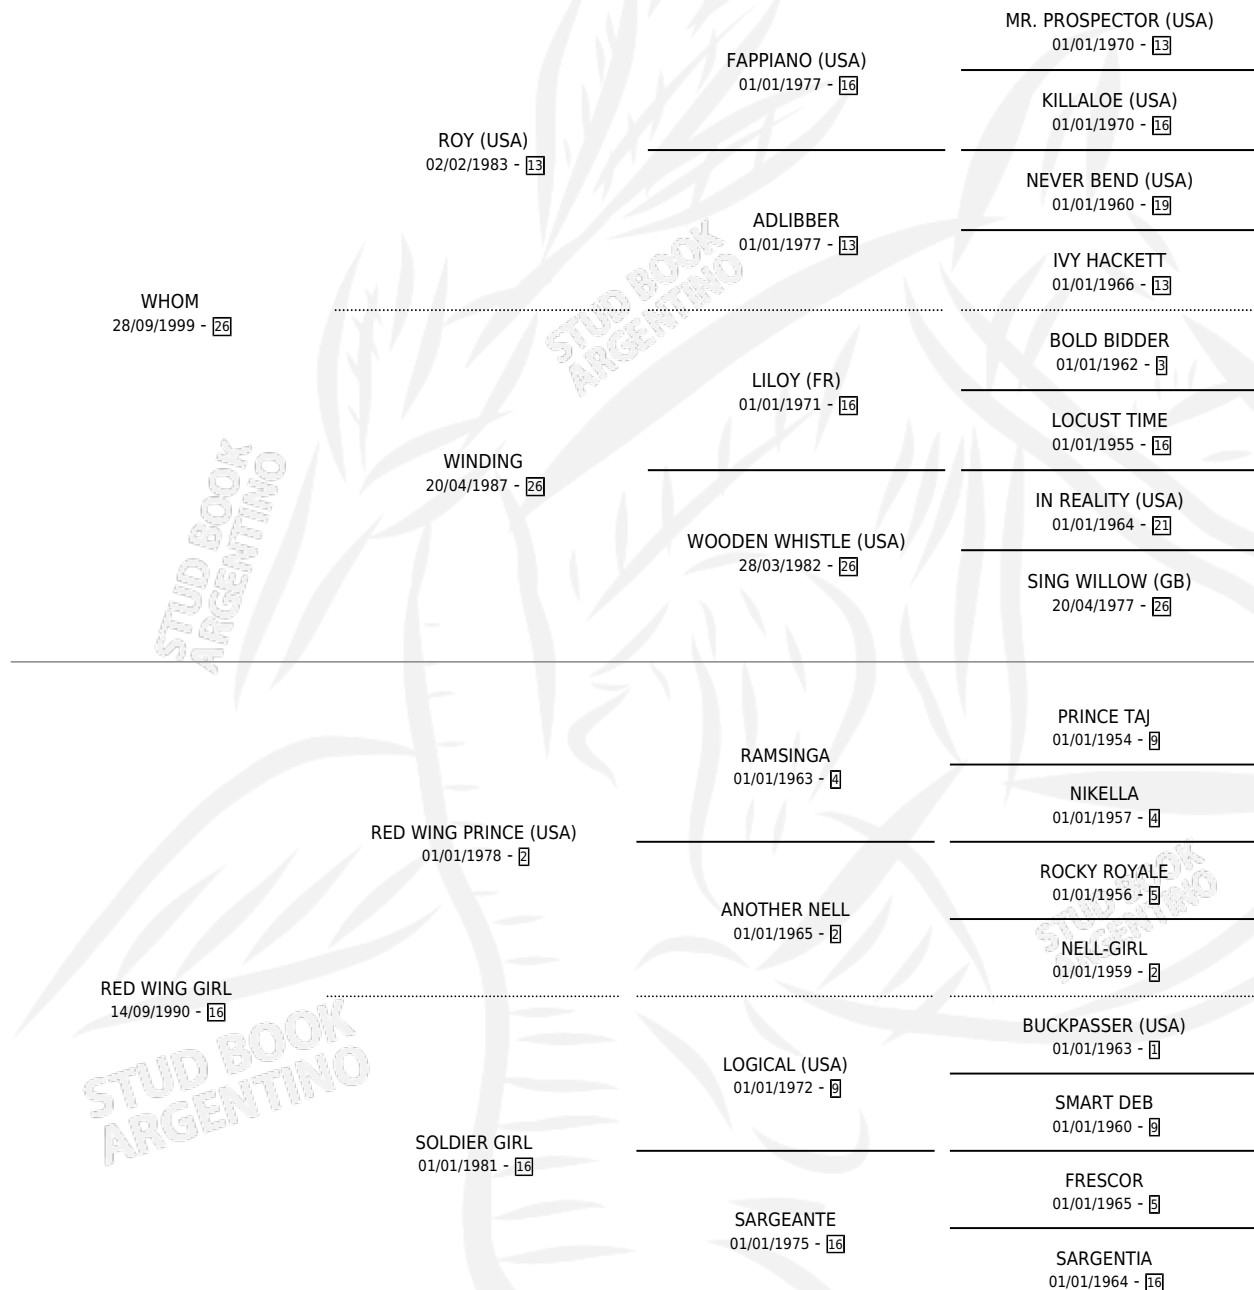 MR. PROSPECTOR (USA)
01/01/1970 - 13
FAPPIANO (USA)
01/01/1977 - 16
KILLALOE (USA)
01/01/1970 - 16
ROY (USA)
02/02/1983 - 13
NEVER BEND (USA)
01/01/1960 - 19
ADLIBBER
01/01/1977 - 13
IVY HACKETT
01/01/1966 - 13
WHOM
28/09/1999 - 26
BOLD BIDDER
01/01/1962 - 3
LILOY (FR)
01/01/1971 - 16
LOCUST TIME
01/01/1955 - 16
WINDING
20/04/1987 - 26
IN REALITY (USA)
01/01/1964 - 21
WOODEN WHISTLE (USA)
28/03/1982 - 26
SING WILLOW (GB)
20/04/1977 - 26
PRINCE TAJ
01/01/1954 - 9
RAMSINGA
01/01/1963 - 4
NIKELLA
01/01/1957 - 4
RED WING PRINCE (USA)
01/01/1978 - 2
ROCKY ROYALE
01/01/1956 - 5
ANOTHER NELL
01/01/1965 - 2
NELL-GIRL
01/01/1959 - 2
RED WING GIRL
14/09/1990 - 16
BUCKPASSER (USA)
01/01/1963 - 1
LOGICAL (USA)
01/01/1972 - 9
SMART DEB
01/01/1960 - 9
SOLDIER GIRL
01/01/1981 - 16
FRESCOR
01/01/1965 - 5
SARGEANTE
01/01/1975 - 16
SARGENTIA
01/01/1964 - 16
STUD BOOK
ARGENTINO
STUD BOOK
ARGENTINO
STUD BOOK
ARGENTINO
STUD BOOK
ARGENTINO